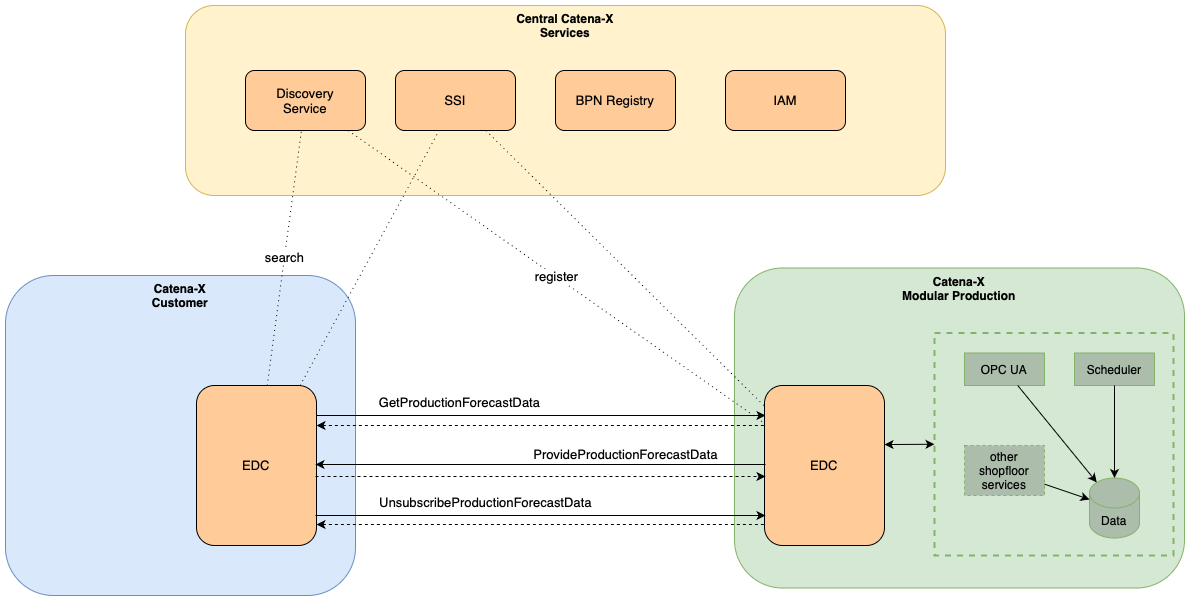 Central Catena-X
Services
Discovery
Service
SSI
BPN Registry
IAM
search
register
Catena-X
Customer
EDC
GetProductionForecastData
ProvideProductionForecastData
UnsubscribeProductionForecastData
Catena-X
Modular Production
EDC
OPC UA
Scheduler
other
shopfloor
services
Data